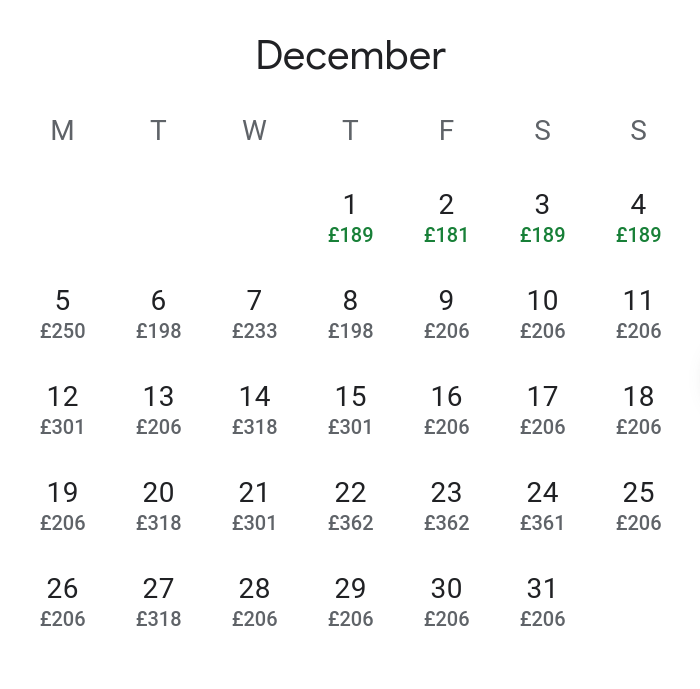 December
M T W T F S S
1 2 3 4
£189 £181 £189 £189
5 6 7 8 9 10 11
£250 £198 £233 £198 £206 £206 £206
12 13 14 15 16 17 18
£301 £206 £318 £301 £206 £206 £206
19 20 21 22 23 24 25
£206 £318 £301 £362 £362 £361 £206
26 27 28 29 30 31
£206 £318 £206 £206 £206 £206